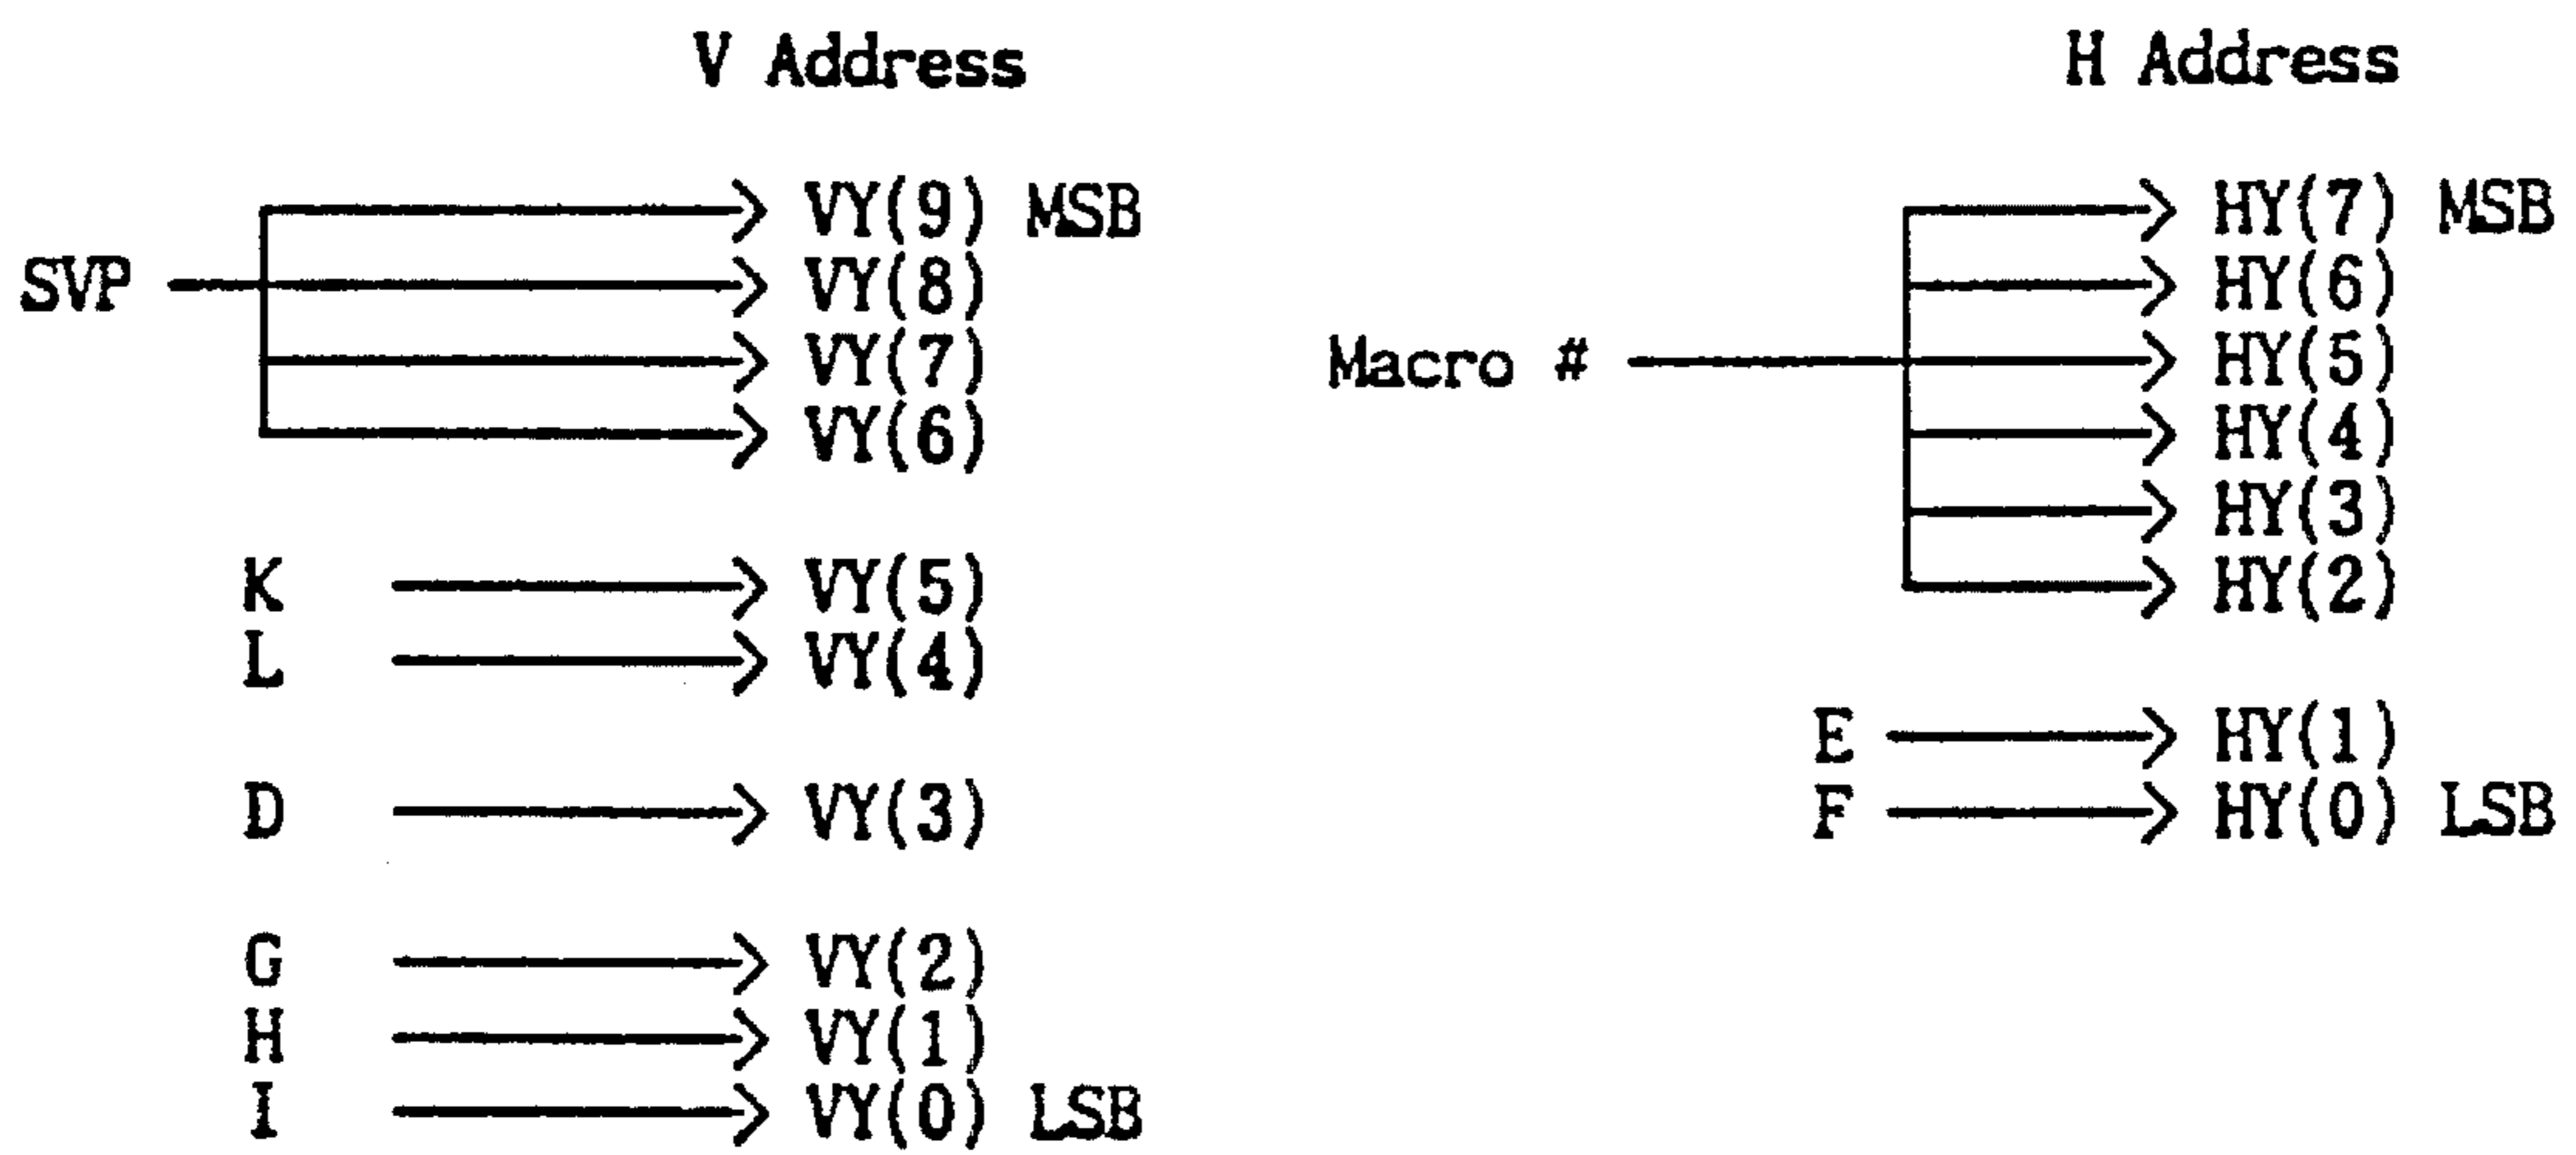 V Address H Address
VY(9) MSB HY(7) MSB
SVP VY(8) HY(6)
VY(7) Macro # HY(5)
VY(6) HY(4)
HY(3)
K VY(5) HY(2)
L VY(4)
E HY(1)
D VY(3) F HY(0) LSB
G VY(2)
H VY(1)
I VY(0) LSB